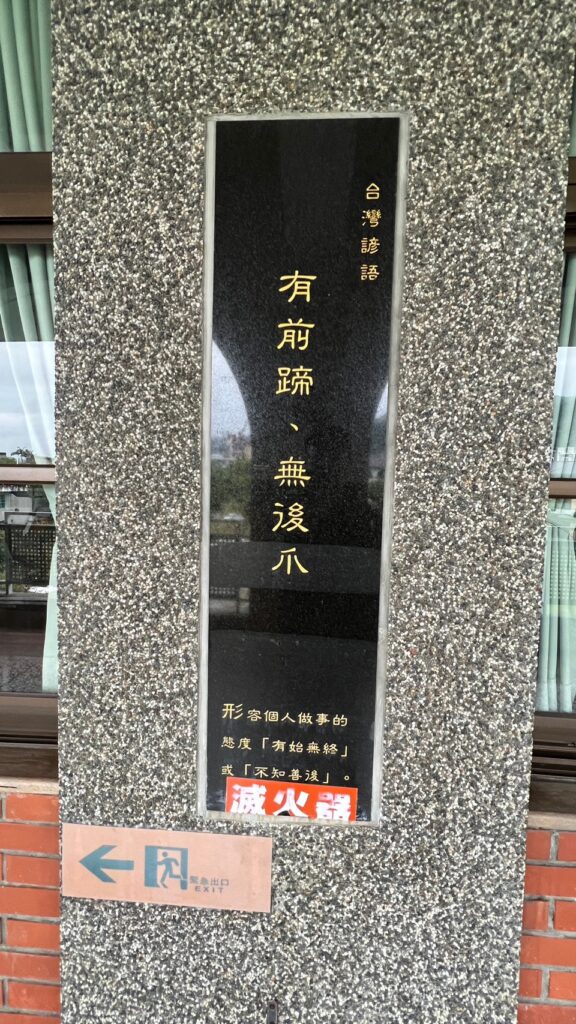 台灣諺語
有前蹄、無後爪
形容個人做事的
態度「有始無終」
或「不知善後」。
滅火器
緊急出口
EXIT